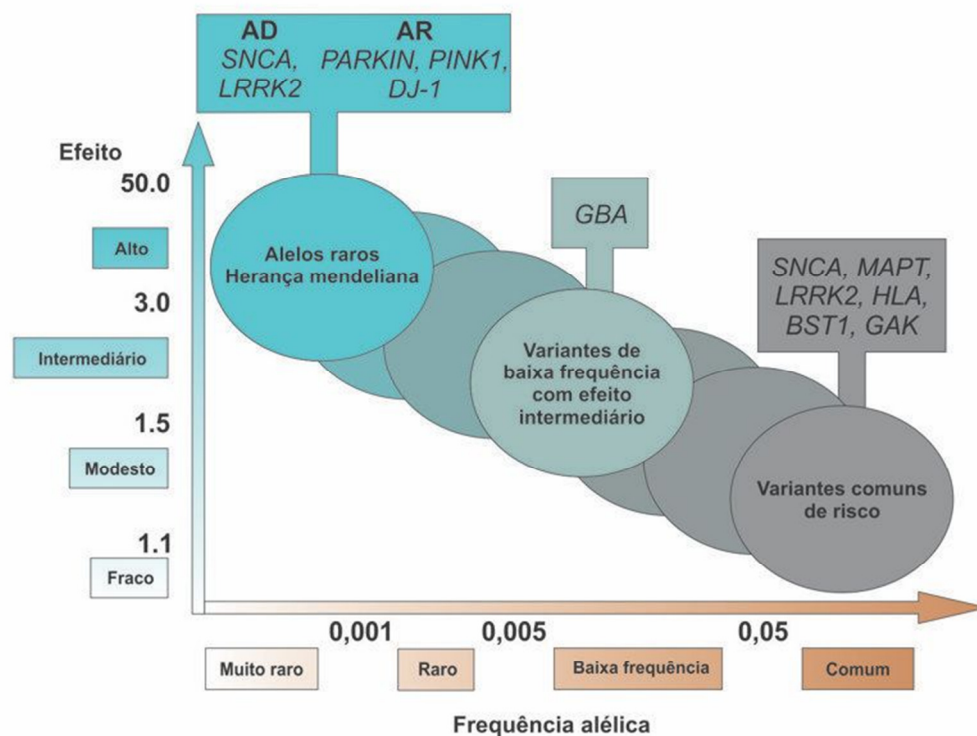 AD
SNCA,
LRRK2
AR
PARKIN, PINK1,
DJ-1
Efeito
50.0
Alto
3.0
Intermediário
1.5
Modesto
1.1
Fraco
Alelos raros
Herança mendeliana
GBA
Variantes de
baixa frequência
com efeito
intermediário
SNCA, MAPT,
LRRK2, HLA,
BST1, GAK
Variantes comuns
de risco
0,001
0,005
0,05
Muito raro
Raro
Baixa frequência
Comum
Frequência alélica